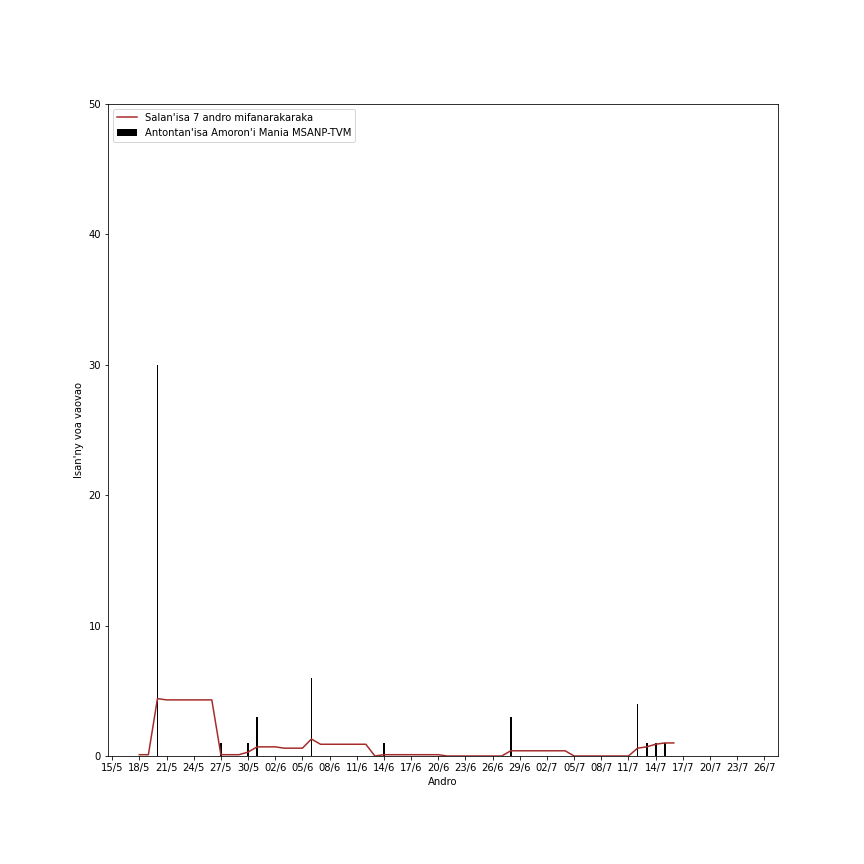 Salan'isa 7 andro mifanarakaraka
Antontan'isa Amoron'i Mania MSANP-TVM
50
40
30
20
10
0
Isan'ny voa vaovao
15/5 18/5 21/5 24/5 27/5 30/5 02/6 05/6 08/6 11/6 14/6 17/6 20/6 23/6 26/6 29/6 02/7 05/7 08/7 11/7 14/7 17/7 20/7 23/7 26/7
Andro